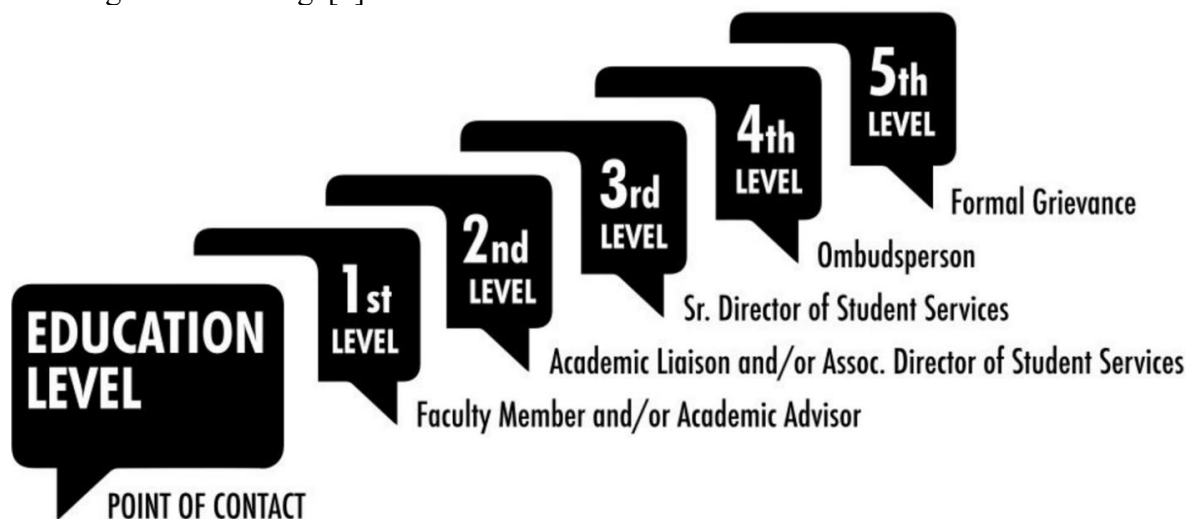 5th
LEVEL
Formal Grievance
4th
LEVEL
Ombudsperson
3rd
LEVEL
Sr. Director of Student Services
2nd
LEVEL
Academic Liaison and/or Assoc. Director of Student Services
1st
LEVEL
Faculty Member and/or Academic Advisor
EDUCATION
LEVEL
POINT OF CONTACT